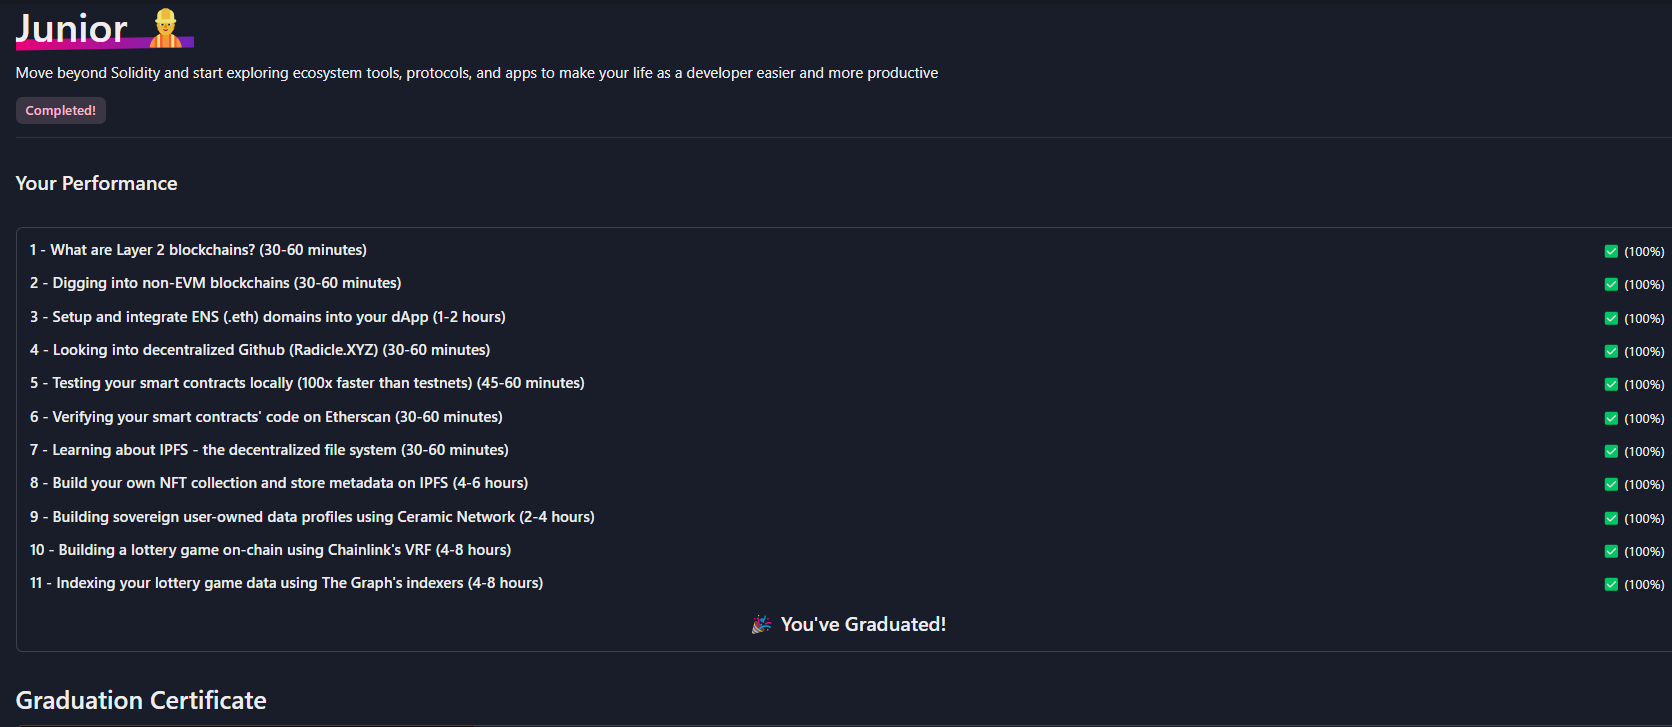 Junior
Move beyond Solidity and start exploring ecosystem tools, protocols, and apps to make your life as a developer easier and more productive
Completed!
Your Performance
1 - What are Layer 2 blockchains? (30-60 minutes) (100%)
2 - Digging into non-EVM blockchains (30-60 minutes) (100%)
3 - Setup and integrate ENS (.eth) domains into your dApp (1-2 hours) (100%)
4 - Looking into decentralized Github (Radicle.XYZ) (30-60 minutes) (100%)
5 - Testing your smart contracts locally (100x faster than testnets) (45-60 minutes) (100%)
6 - Verifying your smart contracts' code on Etherscan (30-60 minutes) (100%)
7 - Learning about IPFS - the decentralized file system (30-60 minutes) (100%)
8 - Build your own NFT collection and store metadata on IPFS (4-6 hours) (100%)
9 - Building sovereign user-owned data profiles using Ceramic Network (2-4 hours) (100%)
10 - Building a lottery game on-chain using Chainlink's VRF (4-8 hours) (100%)
11 - Indexing your lottery game data using The Graph's indexers (4-8 hours) (100%)
You've Graduated!
Graduation Certificate